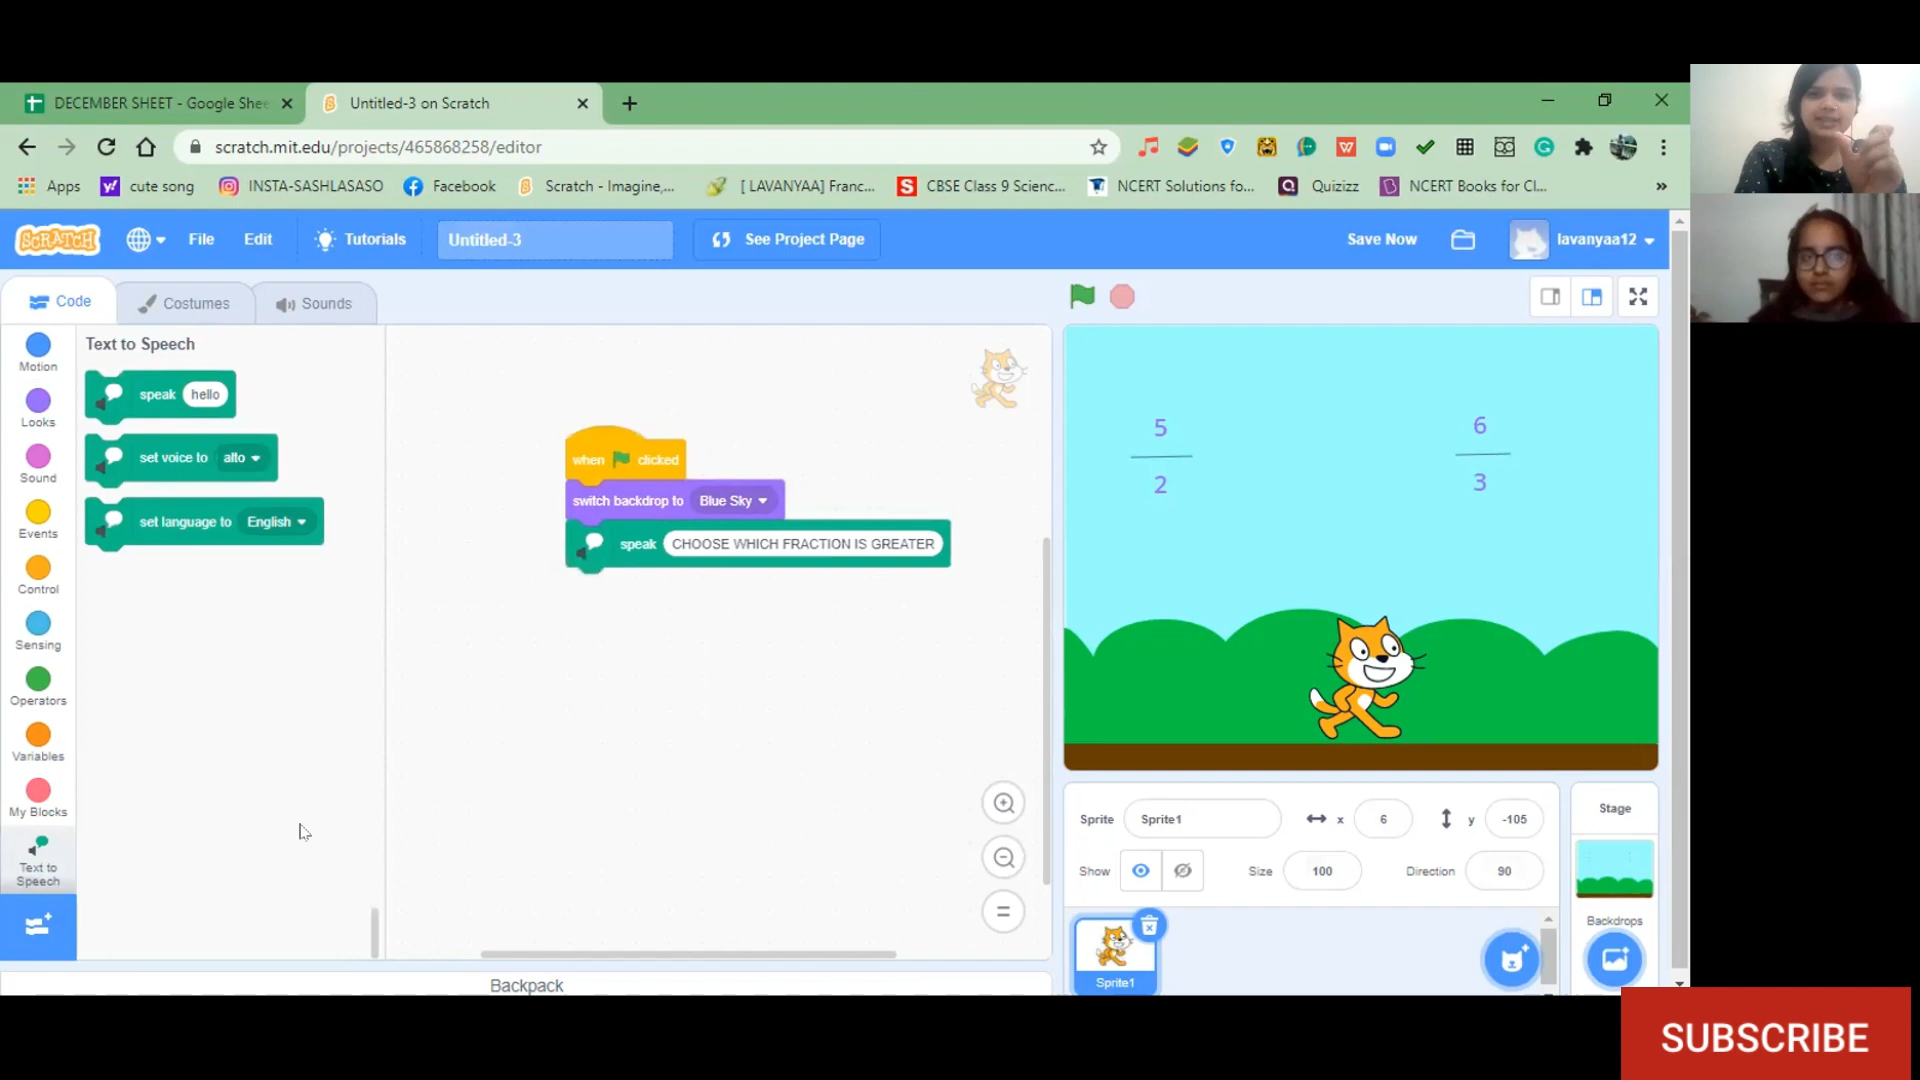 DECEMBER SHEET - Google Shee
Untitled-3 on Scratch
scratch.mit.edu/projects/465868258/editor
Apps
cute song
INSTA-SASHLASASO
Facebook
Scratch - Imagine,...
[ LAVANYAA] Franc...
CBSE Class 9 Scienc...
NCERT Solutions fo...
Quizizz
NCERT Books for Cl...
»
SCRATCH
File
Edit
Tutorials
Untitled-3
See Project Page
Save Now
lavanyaa12
Code
Costumes
Sounds
Motion
Looks
Sound
Events
Control
Sensing
Operators
Variables
My Blocks
Text to
Speech
Text to Speech
speak hello
set voice to alto
set language to English
when clicked
switch backdrop to Blue Sky
speak CHOOSE WHICH FRACTION IS GREATER
Backpack
5
2
6
3
Sprite
Sprite1
x 6
y -105
Show
Size 100
Direction 90
Sprite1
Stage
Backdrops
SUBSCRIBE